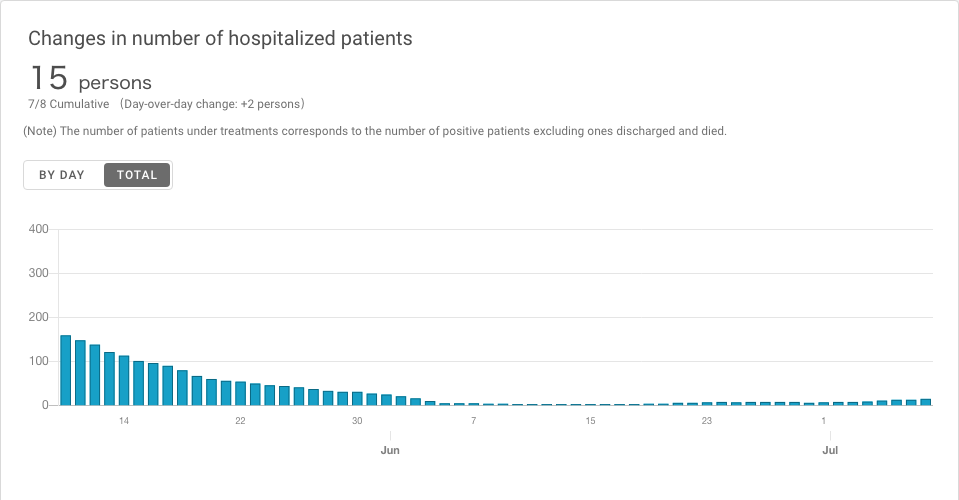 Changes in number of hospitalized patients
15 persons
7/8 Cumulative （Day-over-day change: +2 persons）
(Note) The number of patients under treatments corresponds to the number of positive patients excluding ones discharged and died.
BY DAY TOTAL
400
300
200
100
0
14 22 30 7 15 23 1
Jun Jul